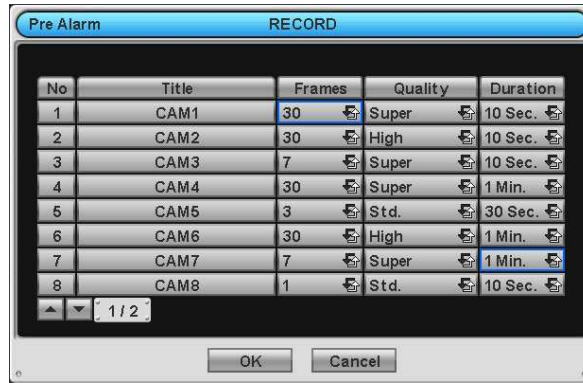 Pre Alarm RECORD
No Title Frames Quality Duration
1 CAM1 30 Super 10 Sec.
2 CAM2 30 High 10 Sec.
3 CAM3 7 Super 10 Sec.
4 CAM4 30 Super 1 Min.
5 CAM5 3 Std. 30 Sec.
6 CAM6 30 High 1 Min.
7 CAM7 7 Super 1 Min.
8 CAM8 1 Std. 10 Sec.
1 / 2
OK Cancel